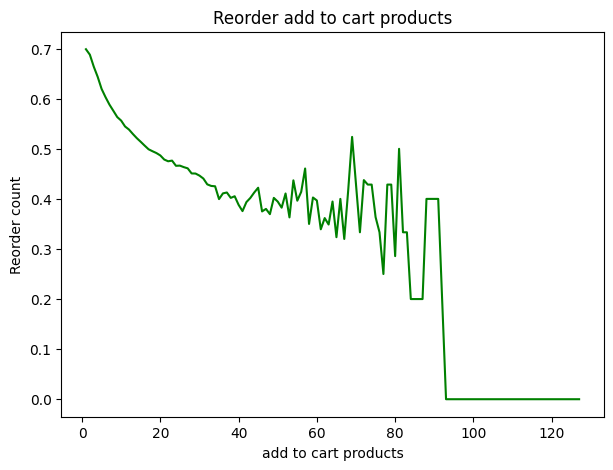 Reorder add to cart products
0.7
0.6
0.5
0.4
0.3
0.2
0.1
0.0
Reorder count
0 20 40 60 80 100 120
add to cart products